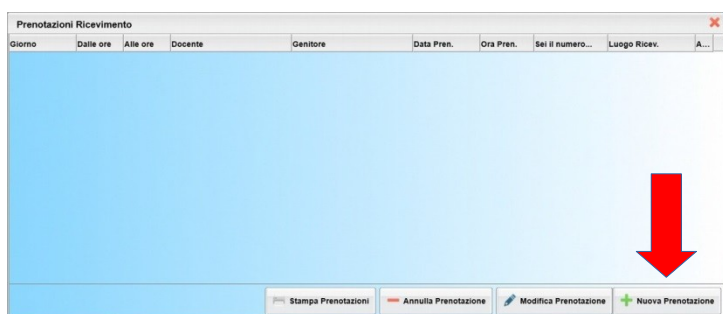 Prenotazioni Ricevimento
Giorno Dalle ore Alle ore Docente Genitore Data Pren. Ora Pren. Sei il numero... Luogo Ricev. A...
Stampa Prenotazioni Annulla Prenotazione Modifica Prenotazione Nuova Prenotazione